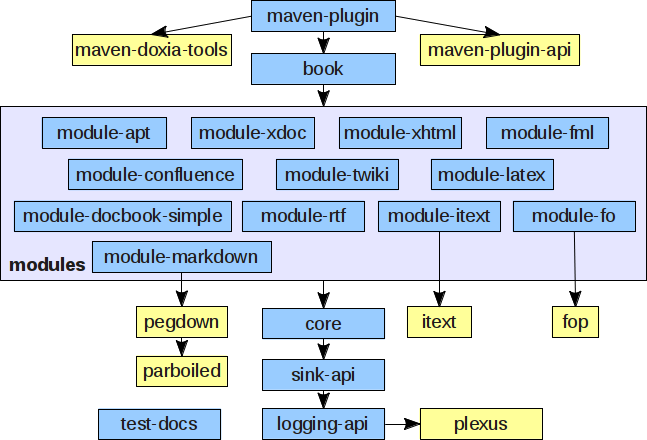 maven-plugin
maven-doxia-tools
maven-plugin-api
book
module-apt
module-xdoc
module-xhtml
module-fml
module-confluence
module-twiki
module-latex
module-docbook-simple
module-rtf
module-itext
module-fo
module-markdown
modules
pegdown
core
itext
fop
parboiled
sink-api
test-docs
logging-api
plexus